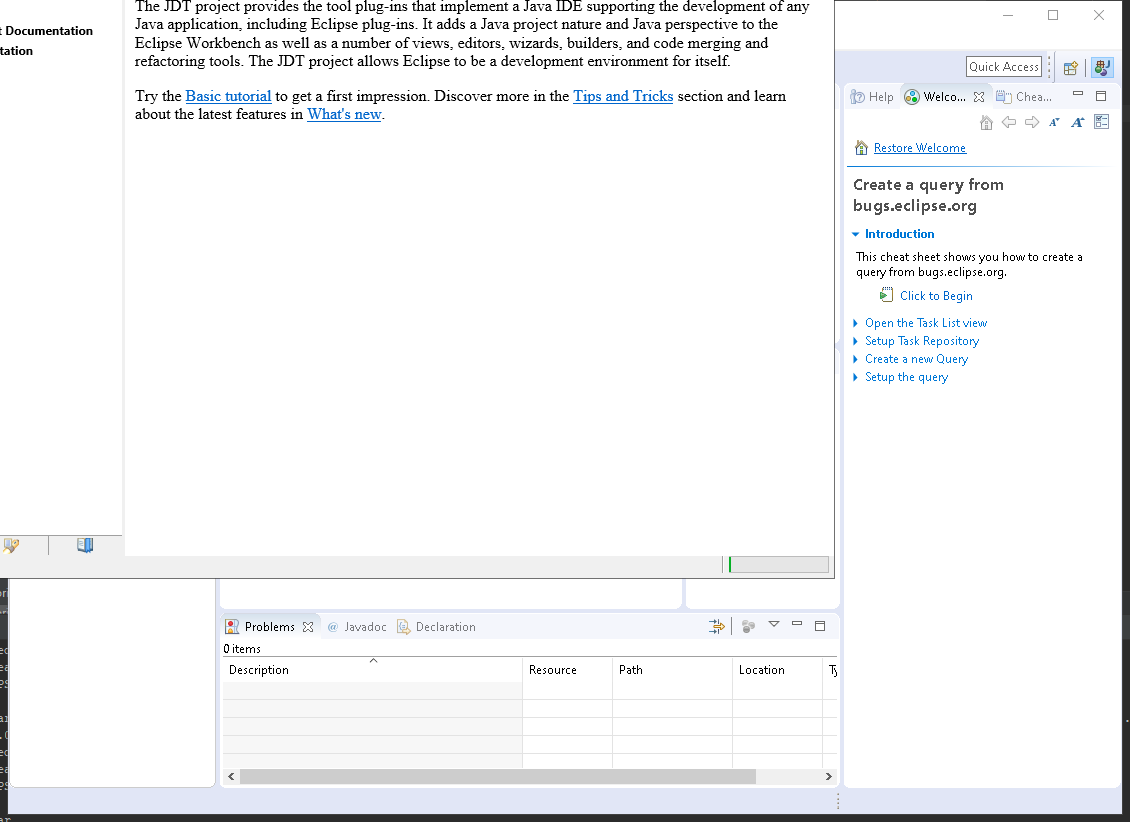 The JDT project provides the tool plug-ins that implement a Java IDE supporting the development of any
Java application, including Eclipse plug-ins. It adds a Java project nature and Java perspective to the
Eclipse Workbench as well as a number of views, editors, wizards, builders, and code merging and
refactoring tools. The JDT project allows Eclipse to be a development environment for itself.
Try the Basic tutorial to get a first impression. Discover more in the Tips and Tricks section and learn
about the latest features in What's new.
t Documentation
tation
Quick Access
Help
Welco...
Chea...
Restore Welcome
Create a query from
bugs.eclipse.org
Introduction
This cheat sheet shows you how to create a
query from bugs.eclipse.org.
Click to Begin
Open the Task List view
Setup Task Repository
Create a new Query
Setup the query
Problems
@ Javadoc
Declaration
0 items
Description
Resource
Path
Location
Ty